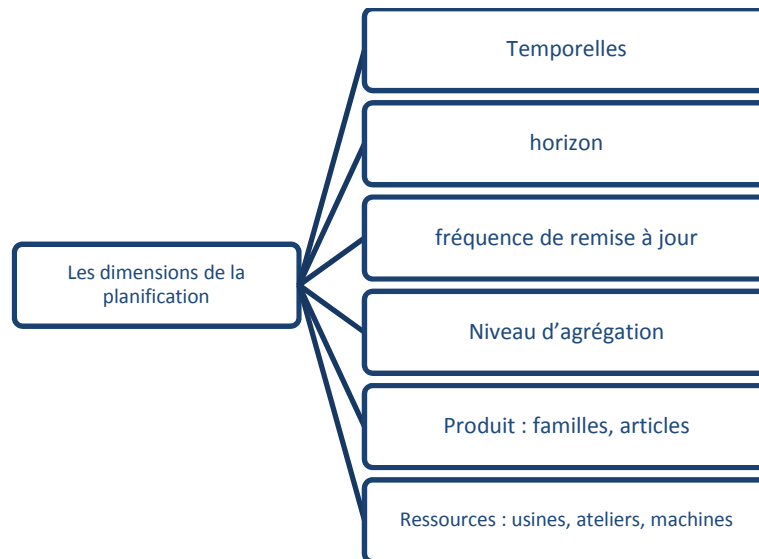 Temporelles
horizon
fréquence de remise à jour
Les dimensions de la
planification
Niveau d’agrégation
Produit : familles, articles
Ressources : usines, ateliers, machines